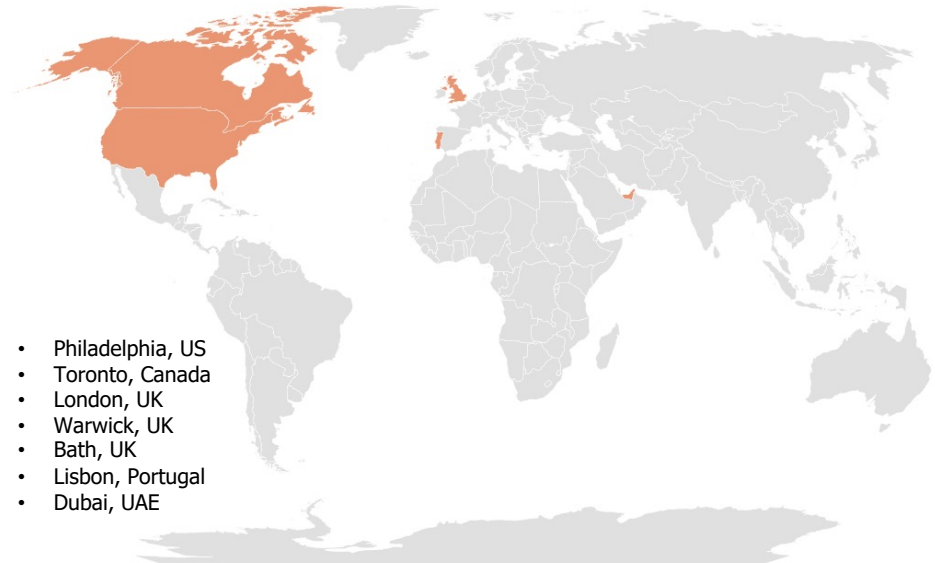 • Philadelphia, US
• Toronto, Canada
• London, UK
• Warwick, UK
• Bath, UK
• Lisbon, Portugal
• Dubai, UAE